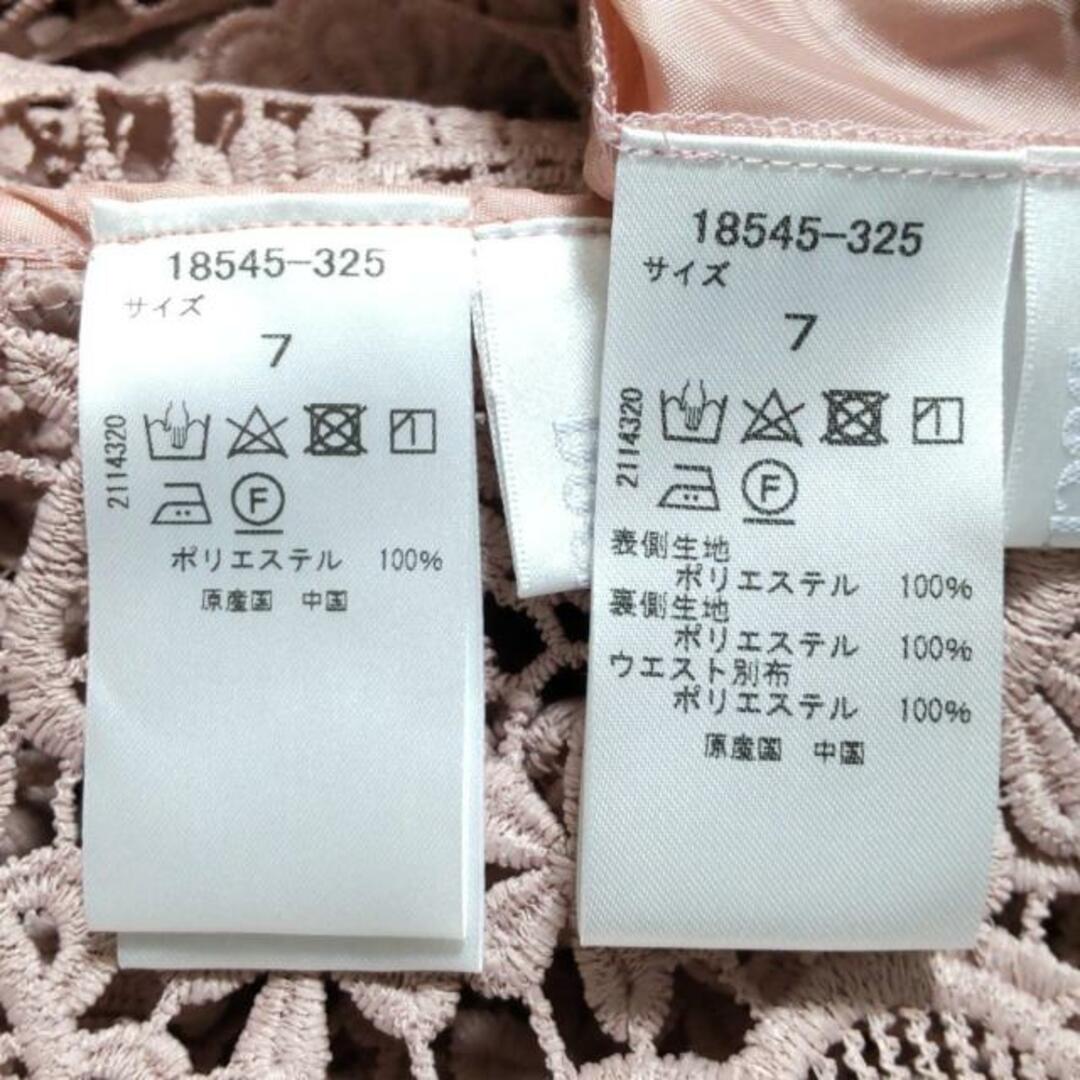 18545-325
サイズ
7
2114320
F
ポリエステル 100%
原産国 中国
18545-325
サイズ
7
2114320
F
表側生地
ポリエステル 100%
裏側生地
ポリエステル 100%
ウエスト別布
ポリエステル 100%
原産国 中国